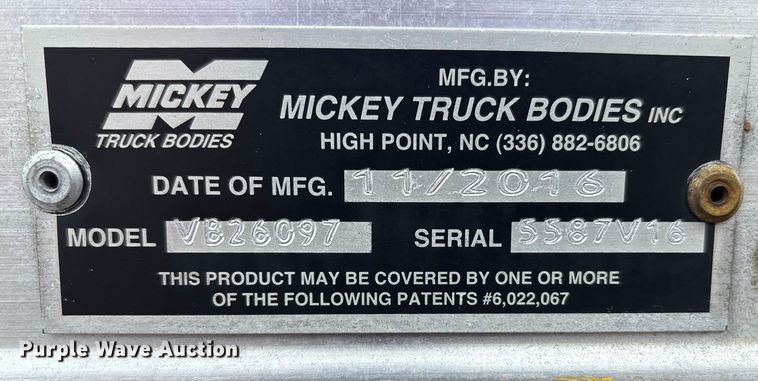 MICKEY
TRUCK BODIES
MFG.BY:
MICKEY TRUCK BODIES INC
HIGH POINT, NC (336) 882-6806
DATE OF MFG. 11/2016
MODEL VB26097 SERIAL 5587V16
THIS PRODUCT MAY BE COVERED BY ONE OR MORE
OF THE FOLLOWING PATENTS #6,022,067
Purple Wave Auction